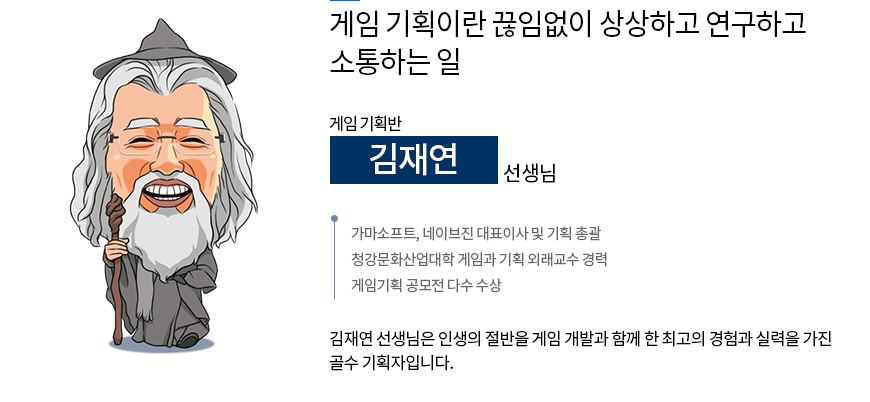 게임 기획이란 끊임없이 상상하고 연구하고
소통하는 일
게임 기획반
김재연 선생님
가마소프트, 네이브진 대표이사 및 기획 총괄
청강문화산업대학 게임과 기획 외래교수 경력
게임기획 공모전 다수 수상
김재연 선생님은 인생의 절반을 게임 개발과 함께 한 최고의 경험과 실력을 가진
골수 기획자입니다.